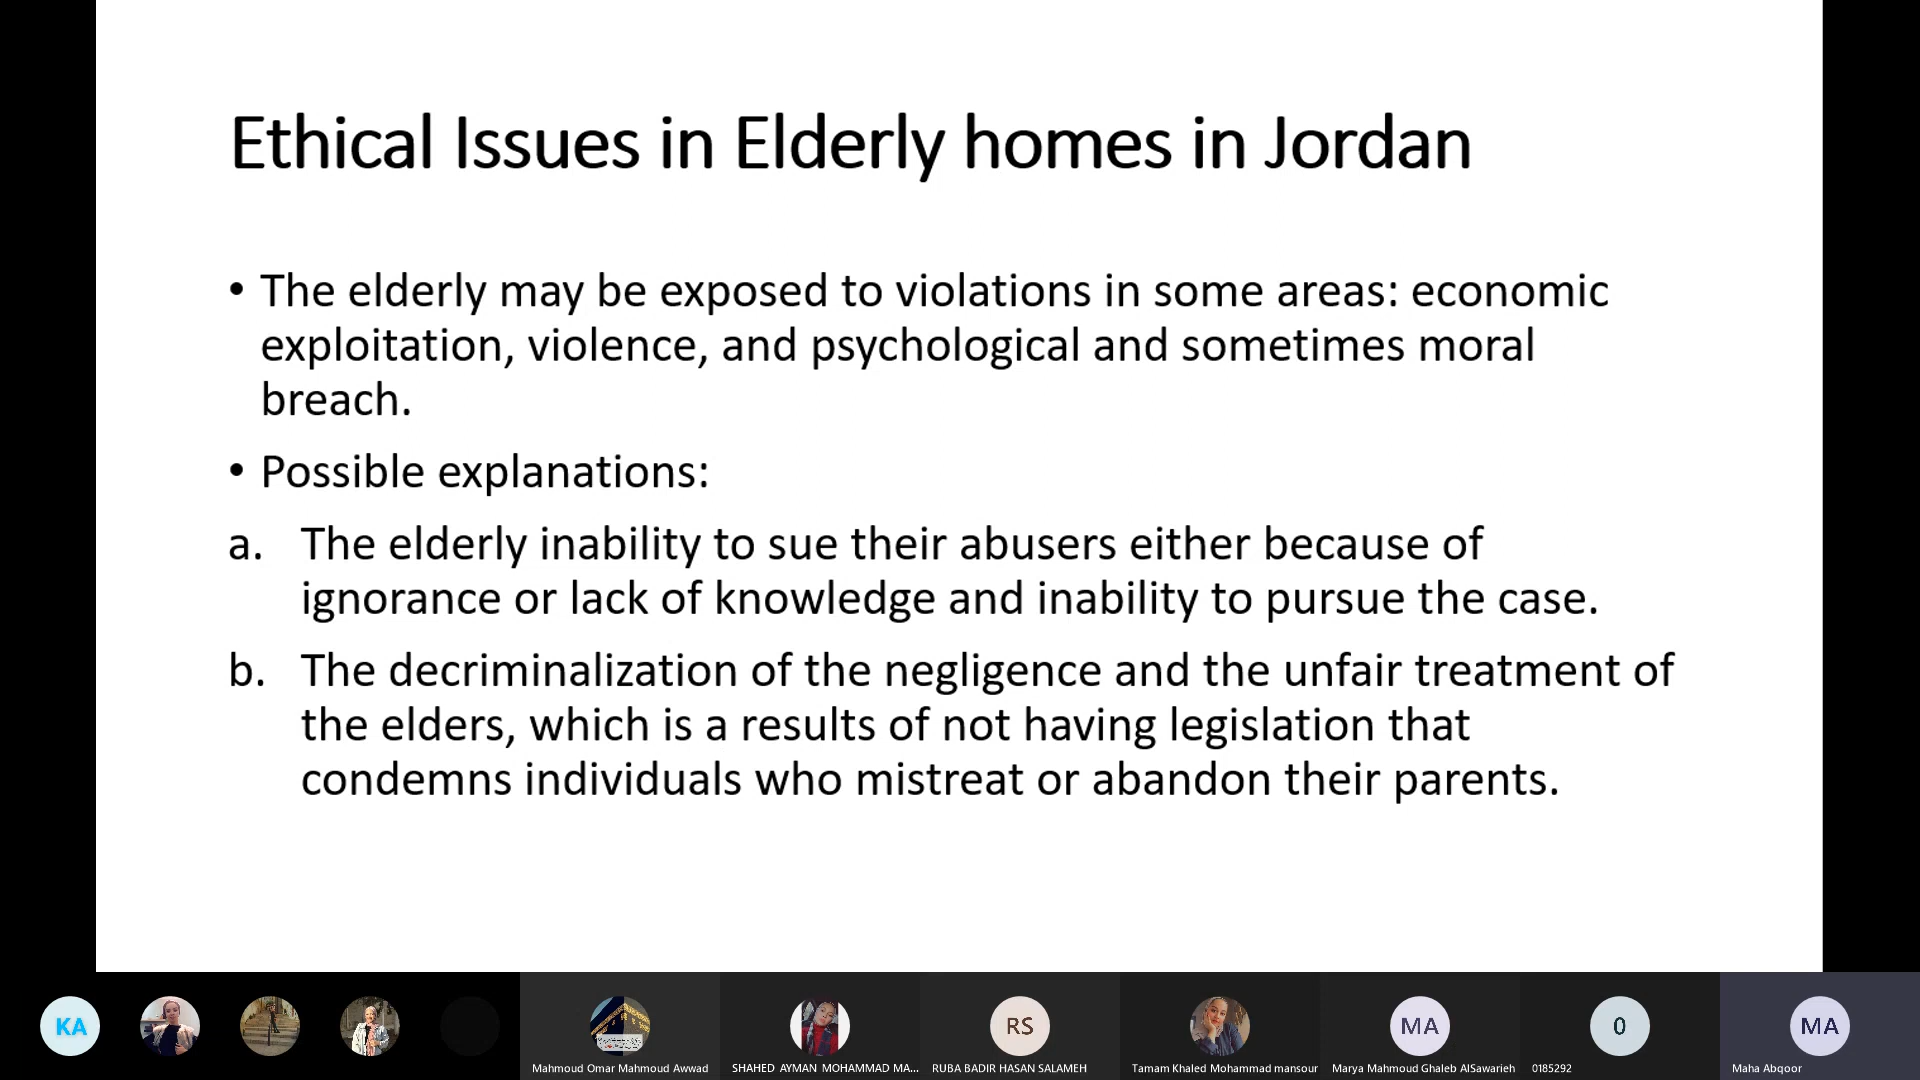 Ethical Issues in Elderly homes in Jordan
• The elderly may be exposed to violations in some areas: economic
exploitation, violence, and psychological and sometimes moral
breach.
• Possible explanations:
a. The elderly inability to sue their abusers either because of
ignorance or lack of knowledge and inability to pursue the case.
b. The decriminalization of the negligence and the unfair treatment of
the elders, which is a results of not having legislation that
condemns individuals who mistreat or abandon their parents.
KA
RS
MA
0
MA
Mahmoud Omar Mahmoud Awwad
SHAHED AYMAN MOHAMMAD MA...
RUBA BADIR HASAN SALAMEH
Tamam Khaled Mohammad mansour
Marya Mahmoud Ghaleb AlSawarieh
0185292
Maha Abqoor